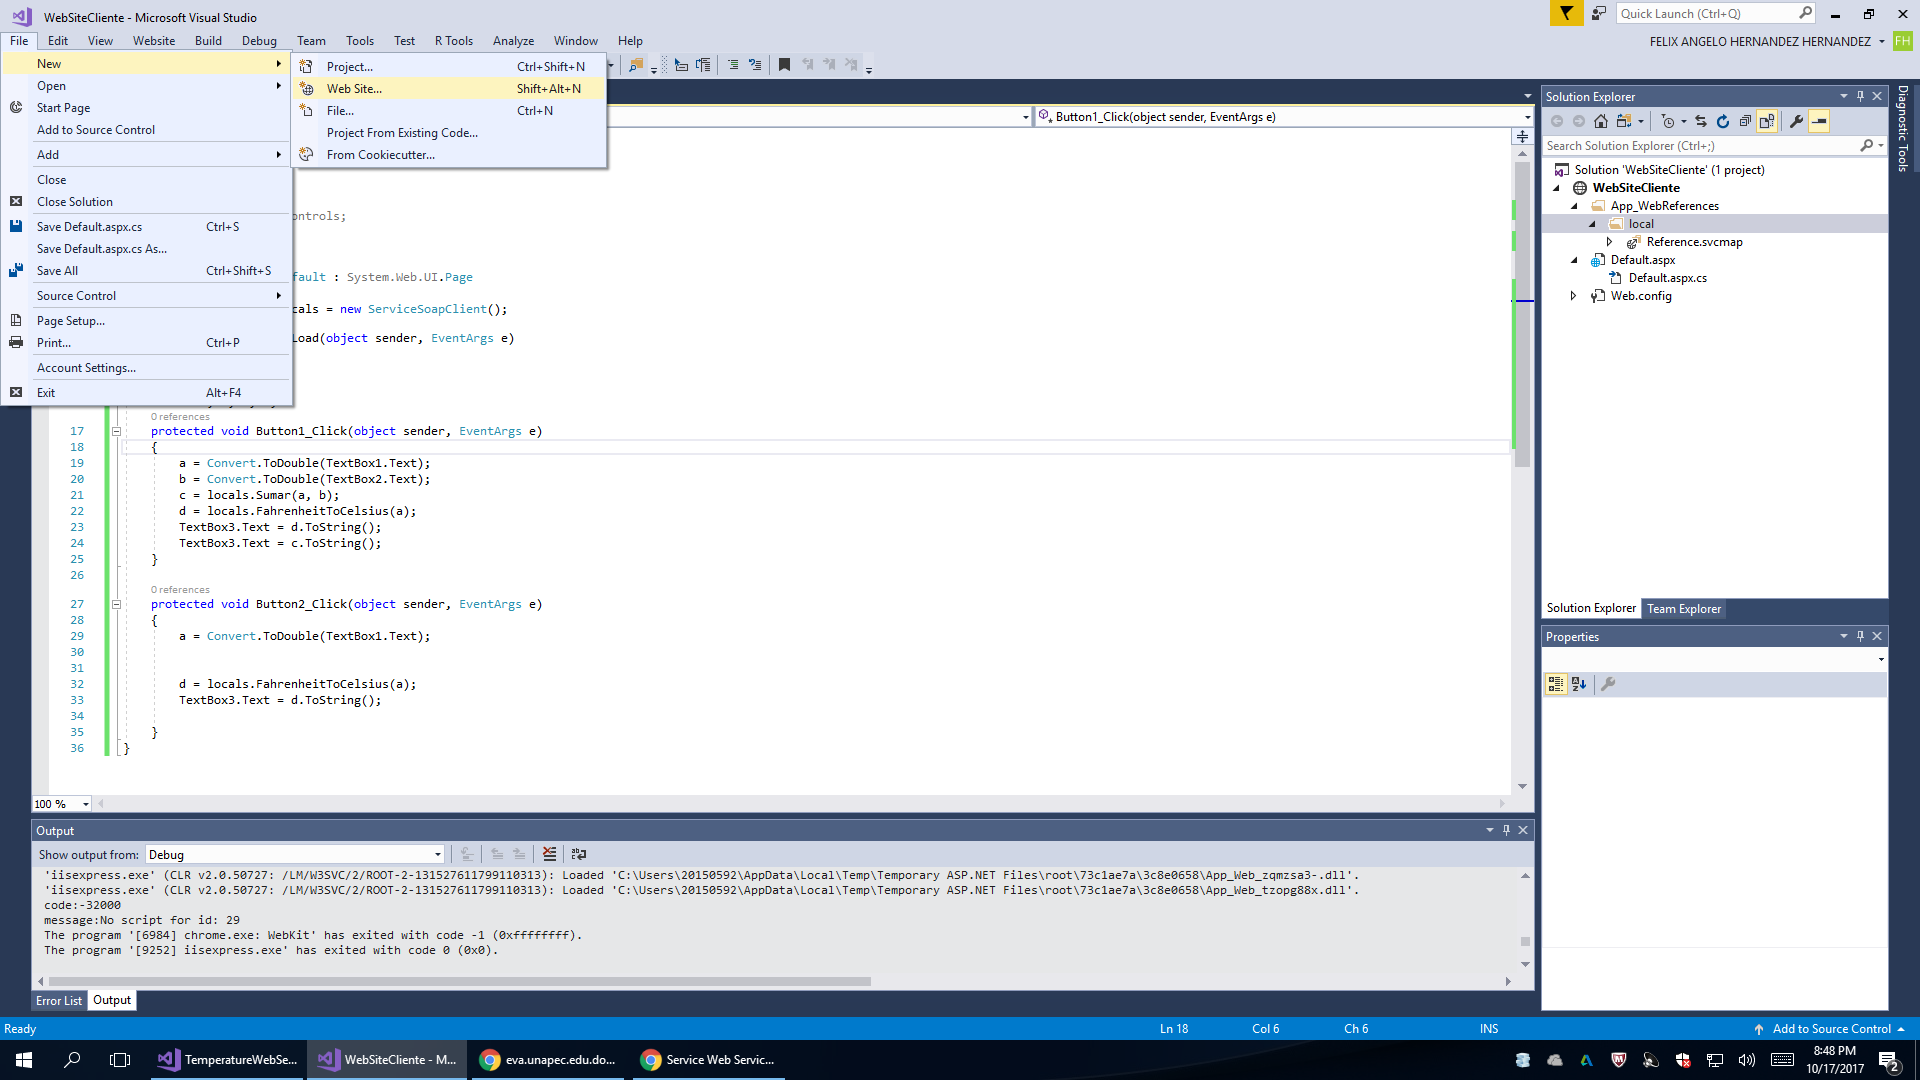 WebSiteCliente - Microsoft Visual Studio
Quick Launch (Ctrl+Q)
File Edit View Website Build Debug Team Tools Test R Tools Analyze Window Help
FELIX ANGELO HERNANDEZ HERNANDEZ
FH
New
Open
Start Page
Add to Source Control
Add
Close
Close Solution
Save Default.aspx.cs Ctrl+S
Save Default.aspx.cs As...
Save All Ctrl+Shift+S
Source Control
Page Setup...
Print... Ctrl+P
Account Settings...
Exit Alt+F4
Project... Ctrl+Shift+N
Web Site... Shift+Alt+N
File... Ctrl+N
Project From Existing Code...
From Cookiecutter...
Button1_Click(object sender, EventArgs e)
ontrols;
fault : System.Web.UI.Page
cals = new ServiceSoapClient();
Load(object sender, EventArgs e)
0 references
17 protected void Button1_Click(object sender, EventArgs e)
18 {
19 a = Convert.ToDouble(TextBox1.Text);
20 b = Convert.ToDouble(TextBox2.Text);
21 c = locals.Sumar(a, b);
22 d = locals.FahrenheitToCelsius(a);
23 TextBox3.Text = d.ToString();
24 TextBox3.Text = c.ToString();
25 }
26
0 references
27 protected void Button2_Click(object sender, EventArgs e)
28 {
29 a = Convert.ToDouble(TextBox1.Text);
30
31
32 d = locals.FahrenheitToCelsius(a);
33 TextBox3.Text = d.ToString();
34
35 }
36 }
100 %
Output
Show output from: Debug
'iisexpress.exe' (CLR v2.0.50727: /LM/W3SVC/2/ROOT-2-131527611799110313): Loaded 'C:\Users\20150592\AppData\Local\Temp\Temporary ASP.NET Files\root\73c1ae7a\3c8e0658\App_Web_zqmzsa3-.dll'.
'iisexpress.exe' (CLR v2.0.50727: /LM/W3SVC/2/ROOT-2-131527611799110313): Loaded 'C:\Users\20150592\AppData\Local\Temp\Temporary ASP.NET Files\root\73c1ae7a\3c8e0658\App_Web_tzopg88x.dll'.
code:-32000
message:No script for id: 29
The program '[6984] chrome.exe: WebKit' has exited with code -1 (0xffffffff).
The program '[9252] iisexpress.exe' has exited with code 0 (0x0).
Error List Output
Solution Explorer
Search Solution Explorer (Ctrl+;)
Solution 'WebSiteCliente' (1 project)
WebSiteCliente
App_WebReferences
local
Reference.svcmap
Default.aspx
Default.aspx.cs
Web.config
Solution Explorer Team Explorer
Properties
Diagnostic Tools
Ready Ln 18 Col 6 Ch 6 INS Add to Source Control
TemperatureWebSe... WebSiteCliente - M... eva.unapec.edu.do... Service Web Servic...
8:48 PM
10/17/2017
2